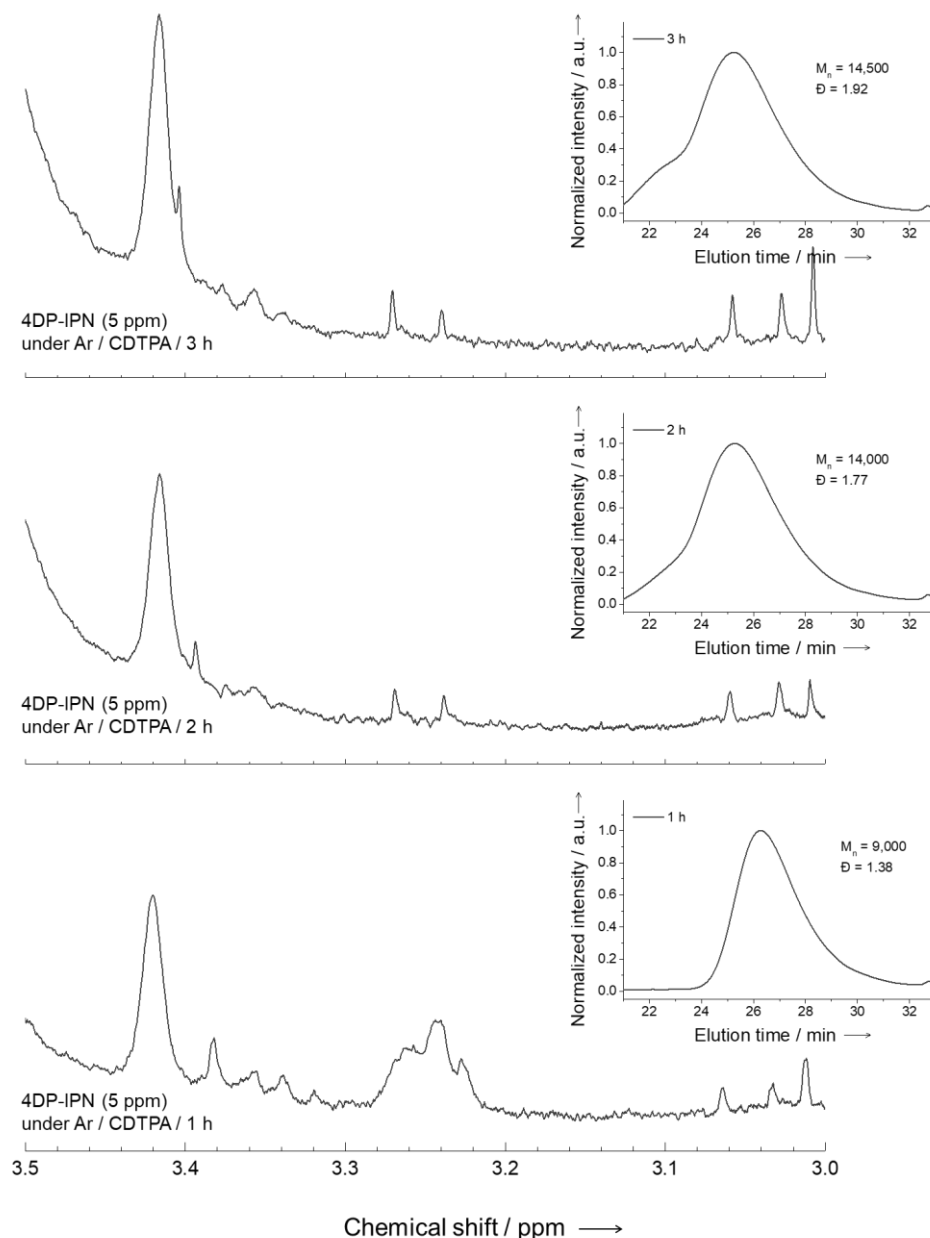 3 h
Mn = 14,500
Đ = 1.92
Normalized intensity / a.u.
1.0
0.8
0.6
0.4
0.2
0.0
22 24 26 28 30 32
Elution time / min
4DP-IPN (5 ppm)
under Ar / CDTPA / 3 h
2 h
Mn = 14,000
Đ = 1.77
Normalized intensity / a.u.
1.0
0.8
0.6
0.4
0.2
0.0
22 24 26 28 30 32
Elution time / min
4DP-IPN (5 ppm)
under Ar / CDTPA / 2 h
1 h
Mn = 9,000
Đ = 1.38
Normalized intensity / a.u.
1.0
0.8
0.6
0.4
0.2
0.0
22 24 26 28 30 32
Elution time / min
4DP-IPN (5 ppm)
under Ar / CDTPA / 1 h
3.5 3.4 3.3 3.2 3.1 3.0
Chemical shift / ppm